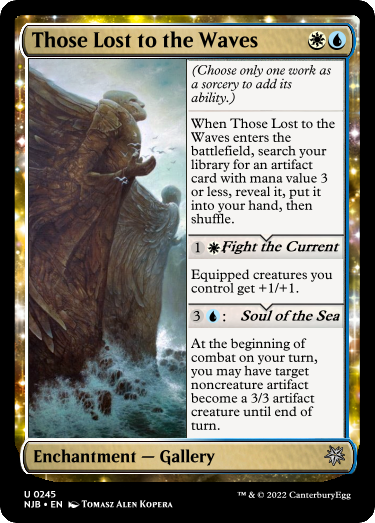 Those Lost to the Waves
(Choose only one work as
a sorcery to add its
ability.)
When Those Lost to the
Waves enters the
battlefield, search your
library for an artifact
card with mana value 3
or less, reveal it, put it
into your hand, then
shuffle.
1 : Fight the Current
Equipped creatures you
control get +1/+1.
3 : Soul of the Sea
At the beginning of
combat on your turn,
you may have target
noncreature artifact
become a 3/3 artifact
creature until end of
turn.
Enchantment — Gallery
U 0245
NJB • EN Tomasz Alen Kopera
™ & © 2022 CanterburyEgg